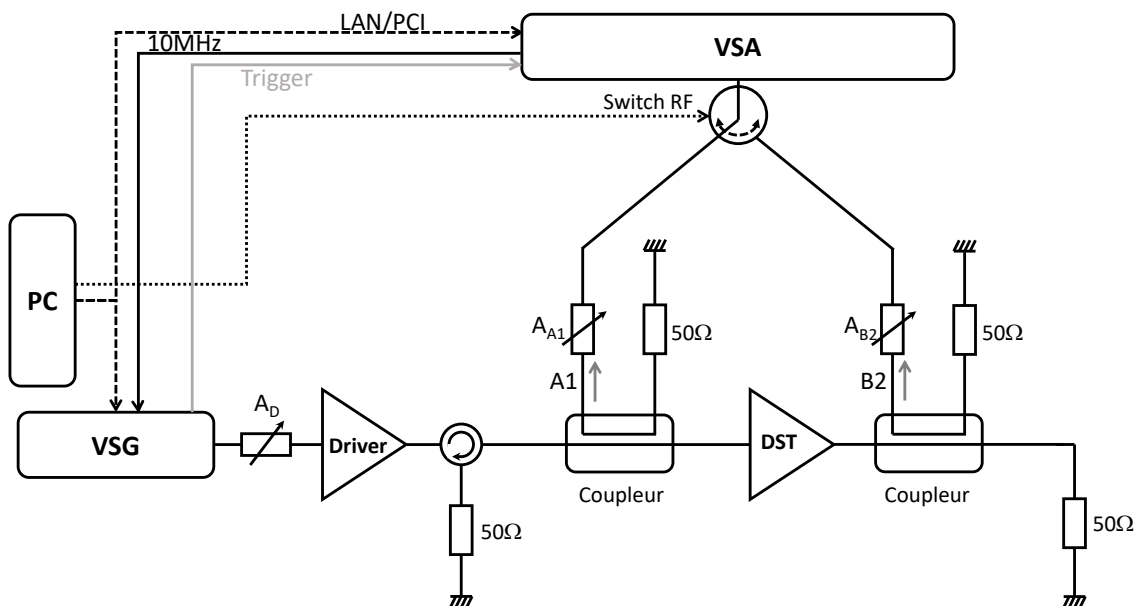 LAN/PCI
10MHz
VSA
Trigger
Switch RF
PC
A_A1
50Ω
A_B2
50Ω
A1
B2
A_D
VSG
Driver
DST
Coupleur
Coupleur
50Ω
50Ω